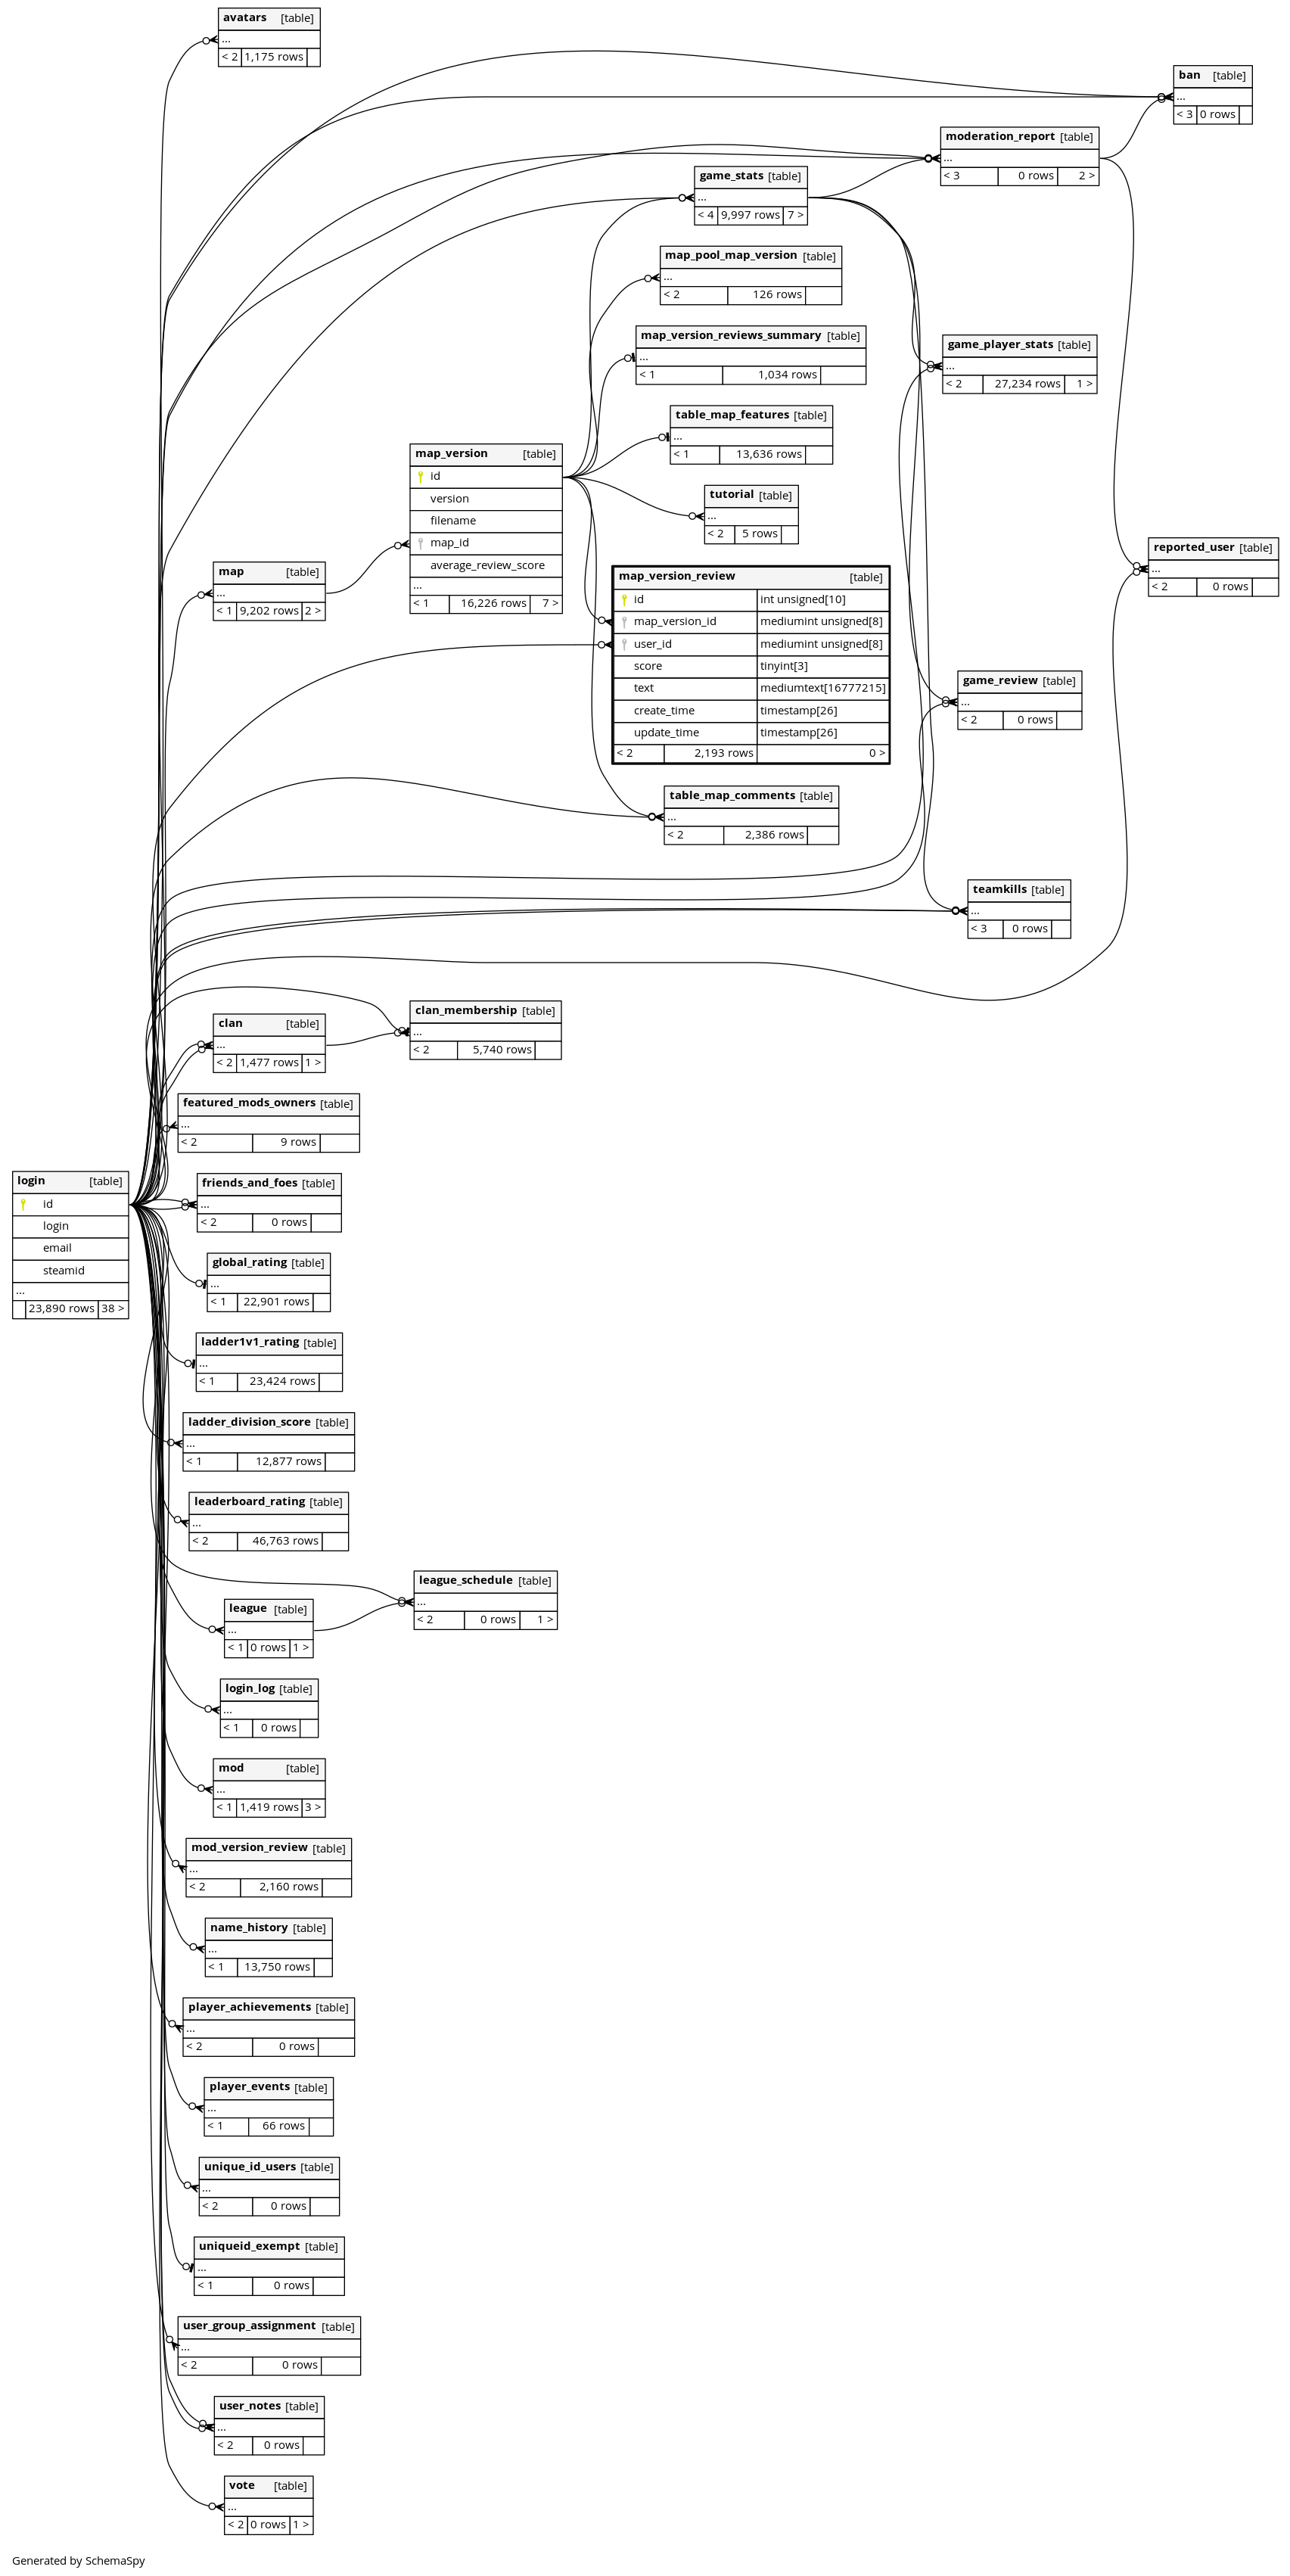 avatars [table]
...
< 2 1,175 rows
ban [table]
...
< 3 0 rows
moderation_report [table]
...
< 3 0 rows 2 >
game_stats [table]
...
< 4 9,997 rows 7 >
map_pool_map_version [table]
...
< 2 126 rows
map_version_reviews_summary [table]
...
< 1 1,034 rows
game_player_stats [table]
...
< 2 27,234 rows 1 >
table_map_features [table]
...
< 1 13,636 rows
map_version [table]
id
version
filename
map_id
average_review_score
...
< 1 16,226 rows 7 >
tutorial [table]
...
< 2 5 rows
reported_user [table]
...
< 2 0 rows
map [table]
...
< 1 9,202 rows 2 >
map_version_review [table]
id int unsigned[10]
map_version_id mediumint unsigned[8]
user_id mediumint unsigned[8]
score tinyint[3]
text mediumtext[16777215]
create_time timestamp[26]
update_time timestamp[26]
< 2 2,193 rows 0 >
game_review [table]
...
< 2 0 rows
table_map_comments [table]
...
< 2 2,386 rows
teamkills [table]
...
< 3 0 rows
clan_membership [table]
...
< 2 5,740 rows
clan [table]
...
< 2 1,477 rows 1 >
featured_mods_owners [table]
...
< 2 9 rows
login [table]
id
login
email
steamid
...
23,890 rows 38 >
friends_and_foes [table]
...
< 2 0 rows
global_rating [table]
...
< 1 22,901 rows
ladder1v1_rating [table]
...
< 1 23,424 rows
ladder_division_score [table]
...
< 1 12,877 rows
leaderboard_rating [table]
...
< 2 46,763 rows
league_schedule [table]
...
< 2 0 rows 1 >
league [table]
...
< 1 0 rows 1 >
login_log [table]
...
< 1 0 rows
mod [table]
...
< 1 1,419 rows 3 >
mod_version_review [table]
...
< 2 2,160 rows
name_history [table]
...
< 1 13,750 rows
player_achievements [table]
...
< 2 0 rows
player_events [table]
...
< 1 66 rows
unique_id_users [table]
...
< 2 0 rows
uniqueid_exempt [table]
...
< 1 0 rows
user_group_assignment [table]
...
< 2 0 rows
user_notes [table]
...
< 2 0 rows
vote [table]
...
< 2 0 rows 1 >
Generated by SchemaSpy